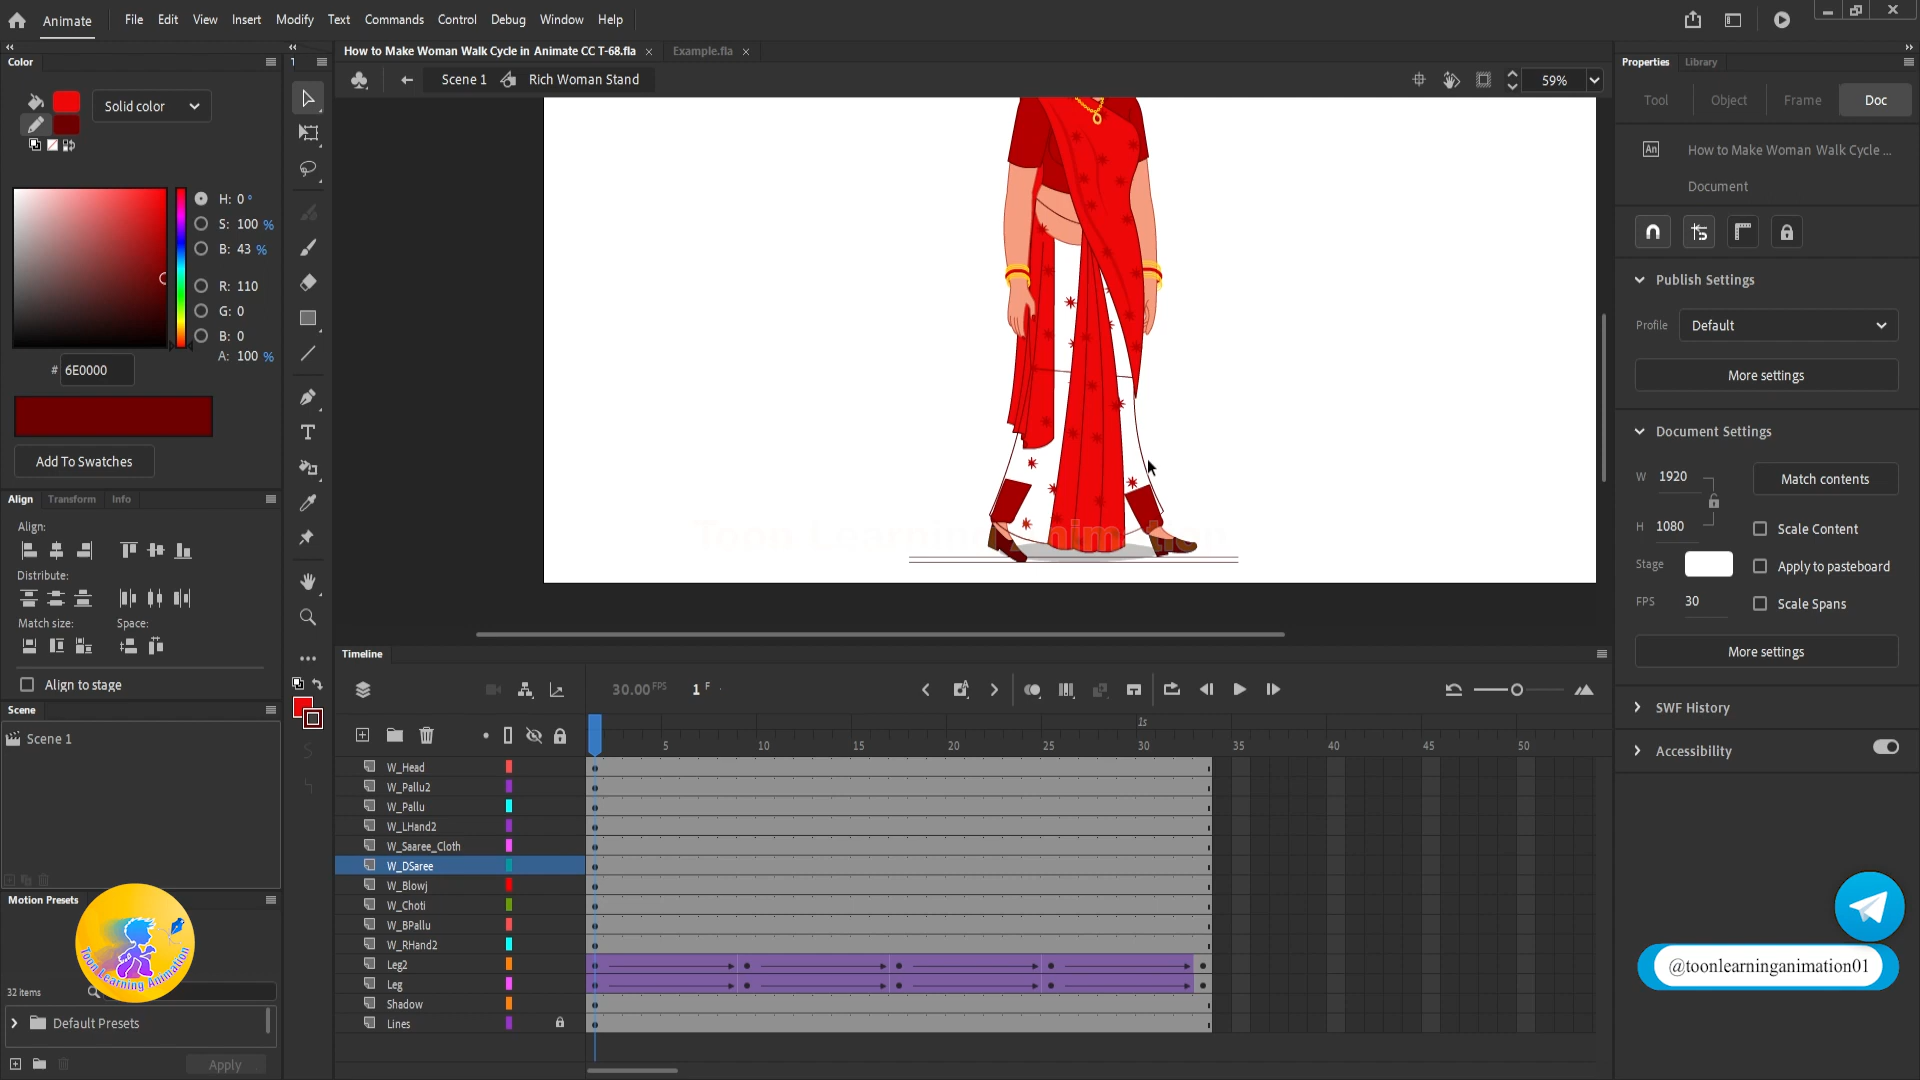 Animate File Edit View Insert Modify Text Commands Control Debug Window Help
Color
Solid color
H: 0 °
S: 100 %
B: 43 %
R: 110
G: 0
B: 0
A: 100 %
# 6E0000
Add To Swatches
Align Transform Info
Align:
Distribute:
Match size: Space:
Align to stage
Scene
Scene 1
Motion Presets
Toon Learning Animation
32 items
Default Presets
Apply
How to Make Woman Walk Cycle in Animate CC T-68.fla × Example.fla ×
Scene 1 Rich Woman Stand
59%
Toon Learning Animation
Timeline
30.00 FPS 1 F
1s
5 10 15 20 25 30 35 40 45 50
W_Head
W_Pallu2
W_Pallu
W_LHand2
W_Saaree_Cloth
W_DSaree
W_Blowj
W_Choti
W_BPallu
W_RHand2
Leg2
Leg
Shadow
Lines
Properties Library
Tool Object Frame Doc
An How to Make Woman Walk Cycle ...
Document
Publish Settings
Profile Default
More settings
Document Settings
W 1920 Match contents
H 1080 Scale Content
Stage Apply to pasteboard
FPS 30 Scale Spans
More settings
SWF History
Accessibility
@toonlearninganimation01